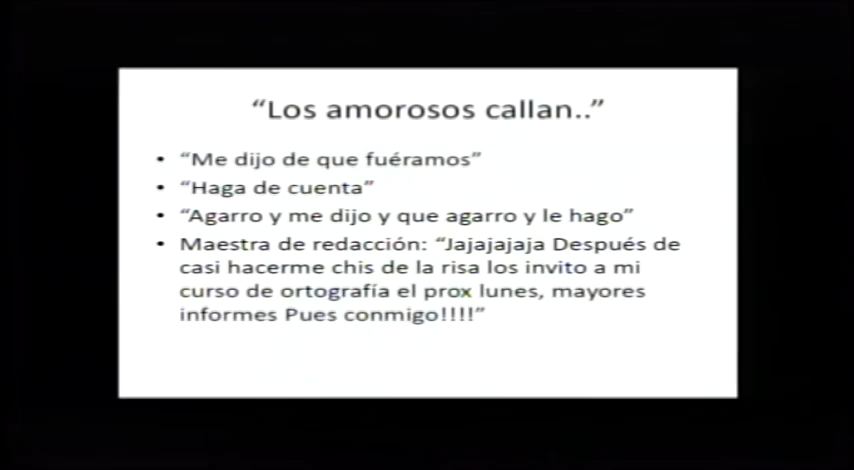 “Los amorosos callan..”
• “Me dijo de que fuéramos”
• “Haga de cuenta”
• “Agarro y me dijo y que agarro y le hago”
• Maestra de redacción: “Jajajajaja Después de
casi hacerme chis de la risa los invito a mi
curso de ortografía el prox lunes, mayores
informes Pues conmigo!!!!”